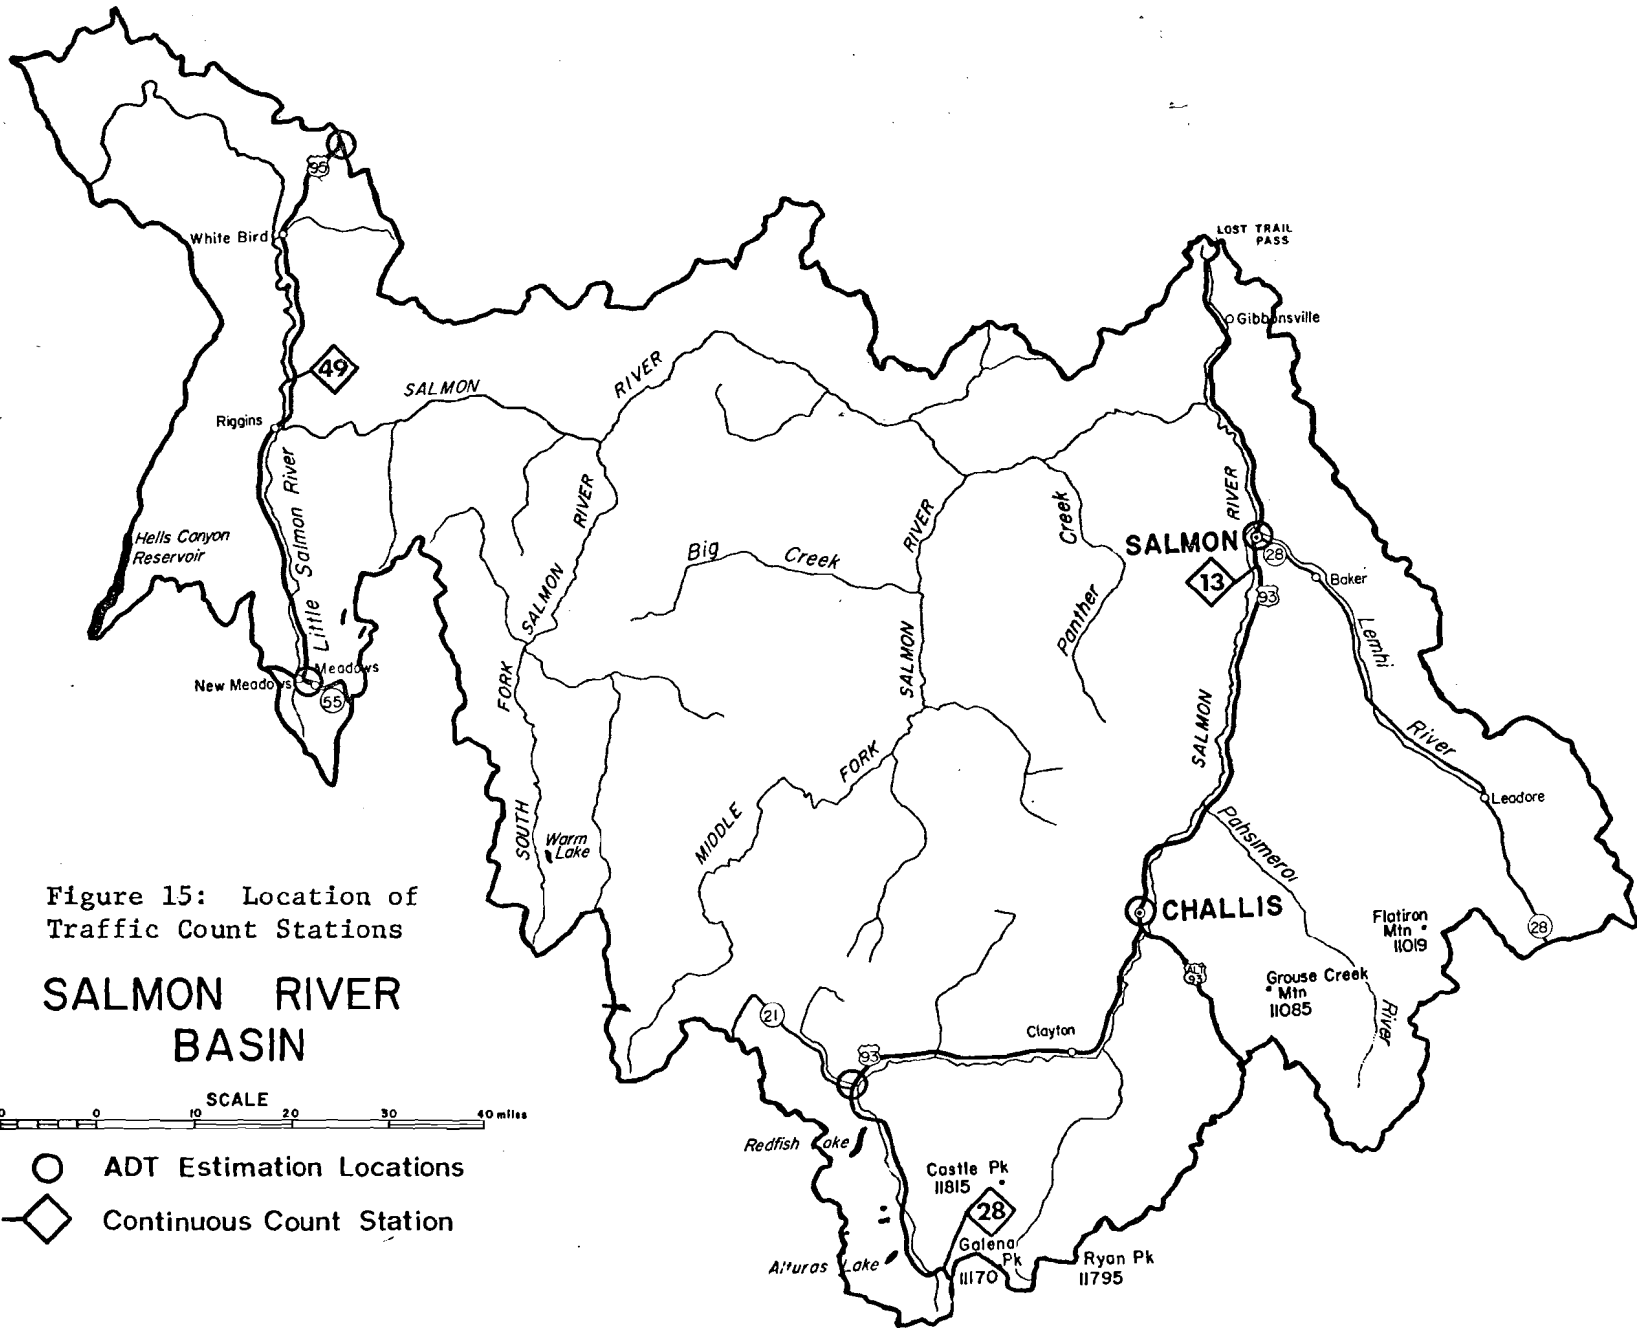 LOST TRAIL
PASS
95
White Bird
Gibbonsville
49
SALMON
RIVER
Riggins
Little Salmon River
Hells Canyon
Reservoir
SALMON RIVER
Big Creek
SALMON RIVER
Panther Creek
RIVER
SALMON
28
13
93
Baker
Lemhi River
Meadows
New Meadows
55
SOUTH FORK
MIDDLE FORK
SALMON
Leadore
Warm
Lake
Pahsimeroi River
CHALLIS
Flatiron
Mtn
11019
28
ALT
93
Grouse Creek
Mtn
11085
21
93
Clayton
Redfish Lake
Castle Pk
11815
28
Alturas Lake
Galena
Pk
11170
Ryan Pk
11795
Figure 15: Location of
Traffic Count Stations
SALMON RIVER
BASIN
SCALE
0 0 10 20 30 40 miles
ADT Estimation Locations
Continuous Count Station